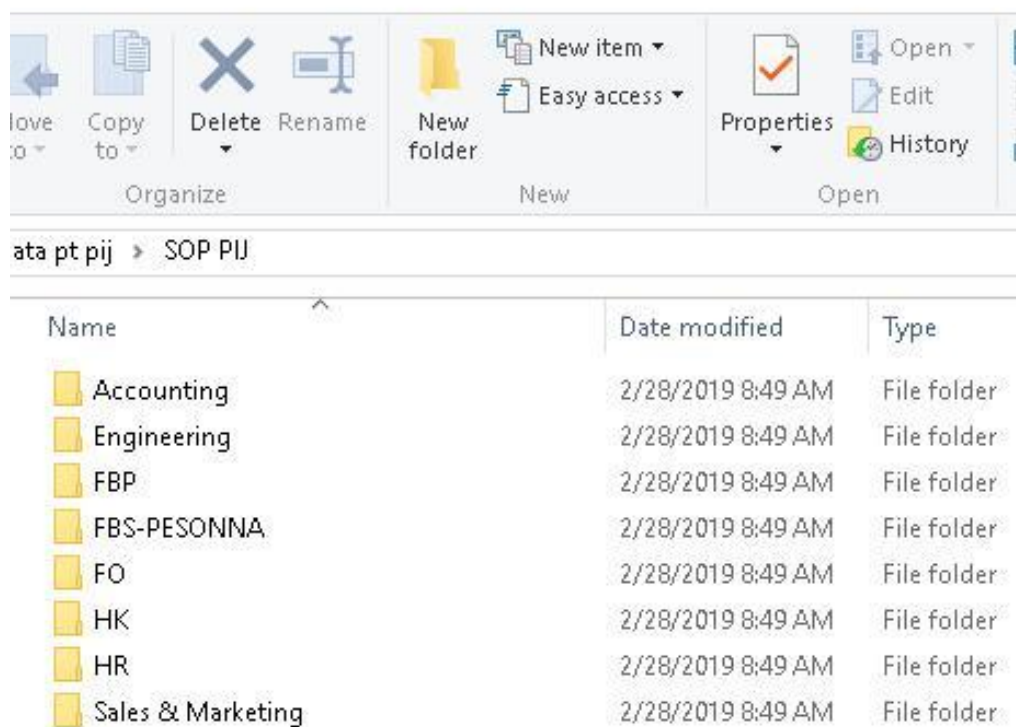 New item
Open
Easy access
Edit
Copy to
Delete
Rename
New folder
Properties
History
Organize
New
Open
ata pt pij > SOP PIJ
Name Date modified Type
Accounting 2/28/2019 8:49 AM File folder
Engineering 2/28/2019 8:49 AM File folder
FBP 2/28/2019 8:49 AM File folder
FBS-PESONNA 2/28/2019 8:49 AM File folder
FO 2/28/2019 8:49 AM File folder
HK 2/28/2019 8:49 AM File folder
HR 2/28/2019 8:49 AM File folder
Sales & Marketing 2/28/2019 8:49 AM File folder